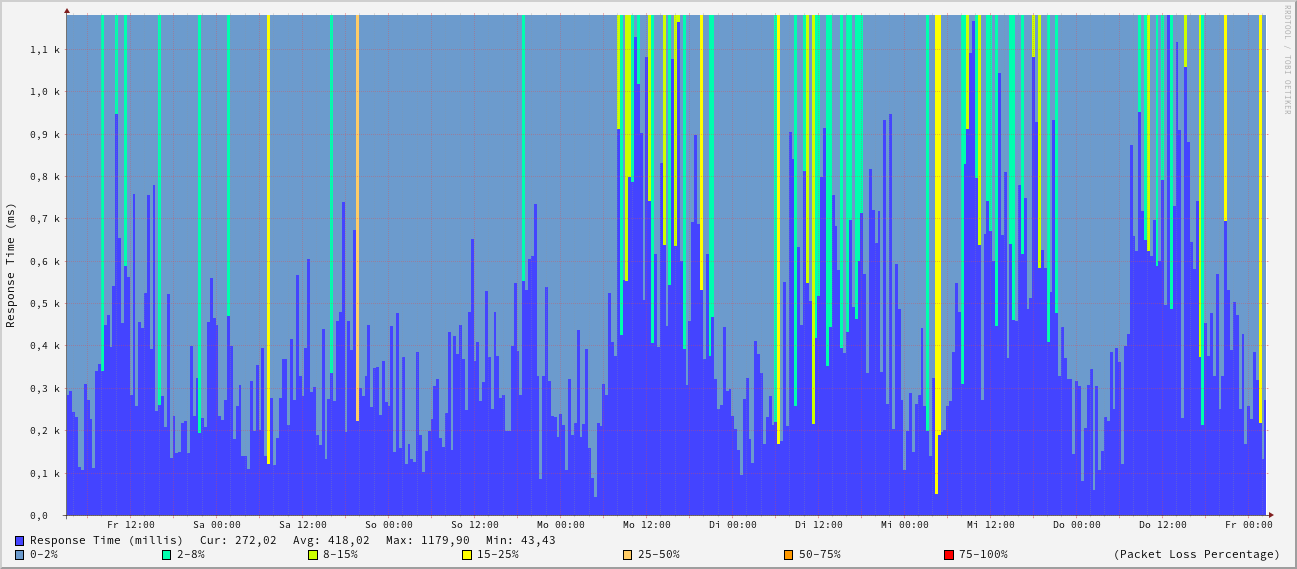 RRDTOOL / TOBI OETIKER
Response Time (ms)
1,1 k
1,0 k
0,9 k
0,8 k
0,7 k
0,6 k
0,5 k
0,4 k
0,3 k
0,2 k
0,1 k
0,0
Fr 12:00 Sa 00:00 Sa 12:00 So 00:00 So 12:00 Mo 00:00 Mo 12:00 Di 00:00 Di 12:00 Mi 00:00 Mi 12:00 Do 00:00 Do 12:00 Fr 00:00
Response Time (millis) Cur: 272,02 Avg: 418,02 Max: 1179,90 Min: 43,43
0-2% 2-8% 8-15% 15-25% 25-50% 50-75% 75-100% (Packet Loss Percentage)